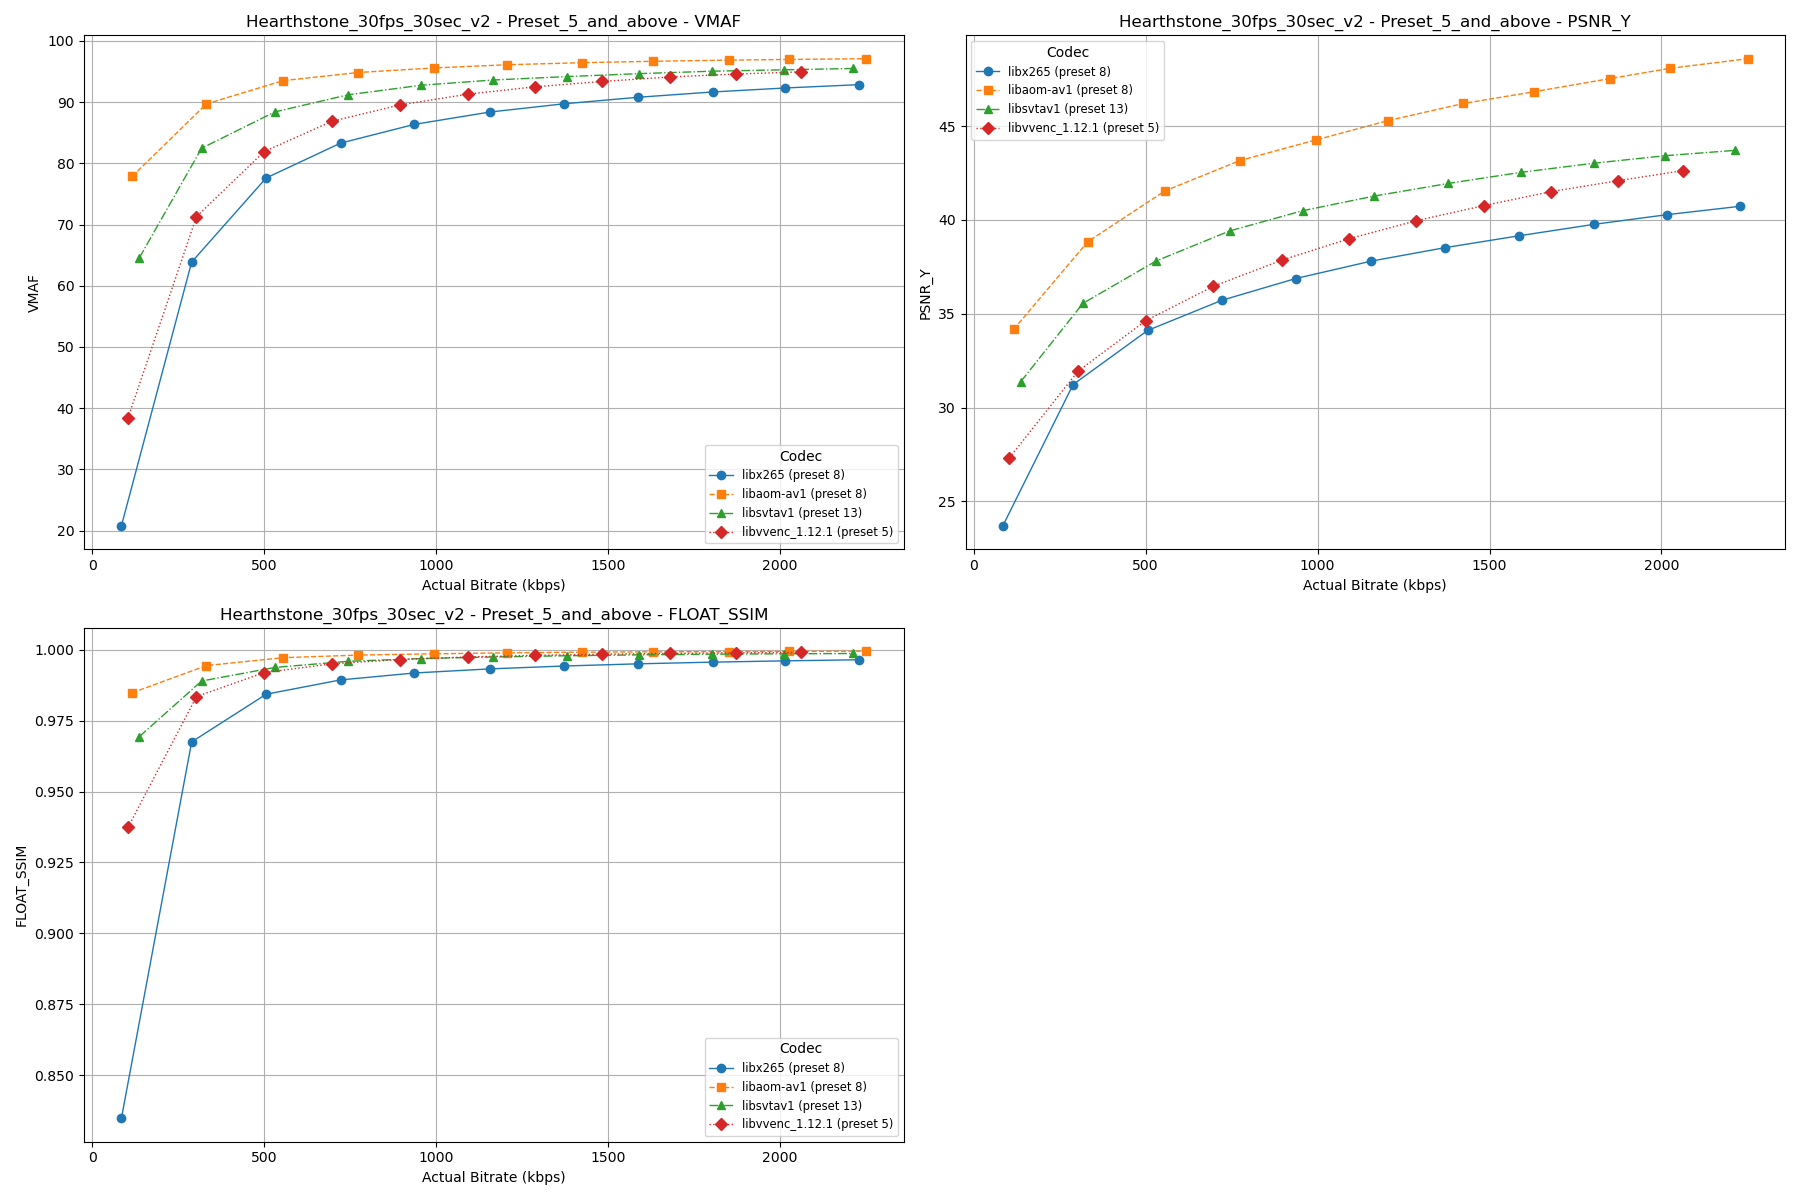 Hearthstone_30fps_30sec_v2 - Preset_5_and_above - VMAF
100
90
80
70
60
50
40
30
20
VMAF
0
500
1000
1500
2000
Actual Bitrate (kbps)
Codec
libx265 (preset 8)
libaom-av1 (preset 8)
libsvtav1 (preset 13)
libvvenc_1.12.1 (preset 5)
Hearthstone_30fps_30sec_v2 - Preset_5_and_above - PSNR_Y
Codec
libx265 (preset 8)
libaom-av1 (preset 8)
libsvtav1 (preset 13)
libvvenc_1.12.1 (preset 5)
45
40
35
30
25
PSNR_Y
0
500
1000
1500
2000
Actual Bitrate (kbps)
Hearthstone_30fps_30sec_v2 - Preset_5_and_above - FLOAT_SSIM
1.000
0.975
0.950
0.925
0.900
0.875
0.850
FLOAT_SSIM
0
500
1000
1500
2000
Actual Bitrate (kbps)
Codec
libx265 (preset 8)
libaom-av1 (preset 8)
libsvtav1 (preset 13)
libvvenc_1.12.1 (preset 5)